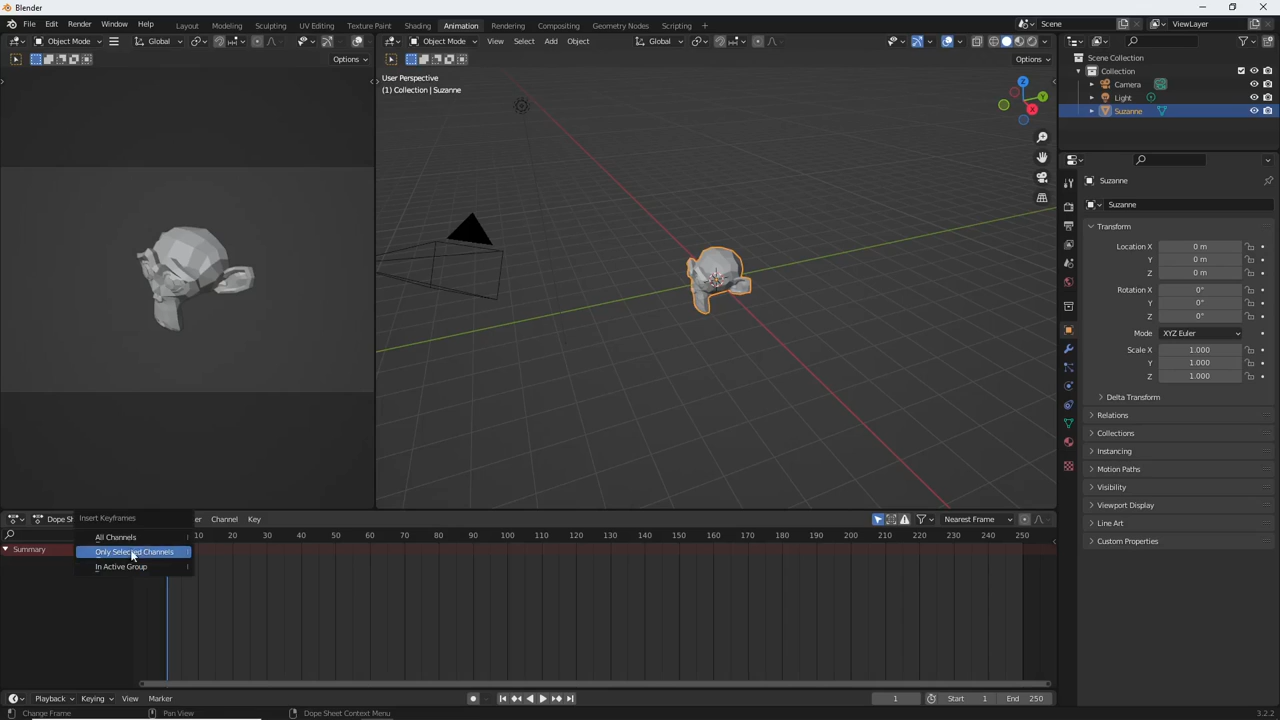 Blender
File Edit Render Window Help Layout Modeling Sculpting UV Editing Texture Paint Shading Animation Rendering Compositing Geometry Nodes Scripting + Scene ViewLayer
Object Mode Global Object Mode View Select Add Object Global
Options Options
User Perspective
(1) Collection | Suzanne
Z
Y
X
Scene Collection
Collection
Camera
Light
Suzanne
Suzanne
Suzanne
Transform
Location X 0 m
Y 0 m
Z 0 m
Rotation X 0°
Y 0°
Z 0°
Mode XYZ Euler
Scale X 1.000
Y 1.000
Z 1.000
Delta Transform
Relations
Collections
Instancing
Motion Paths
Visibility
Viewport Display
Line Art
Custom Properties
Channel Key Nearest Frame
Insert Keyframes
All Channels I
Only Selected Channels I
In Active Group I
10 20 30 40 50 60 70 80 90 100 110 120 130 140 150 160 170 180 190 200 210 220 230 240 250
Summary
Playback Keying View Marker 1 Start 1 End 250
Change Frame Pan View Dope Sheet Context Menu 3.2.2